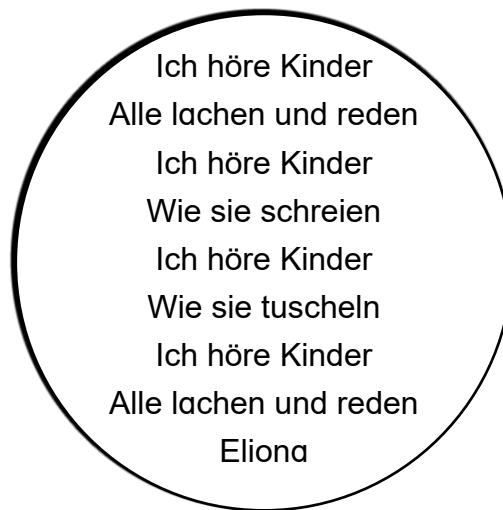 Ich höre Kinder
Alle lachen und reden
Ich höre Kinder
Wie sie schreien
Ich höre Kinder
Wie sie tuscheln
Ich höre Kinder
Alle lachen und reden
Eliona